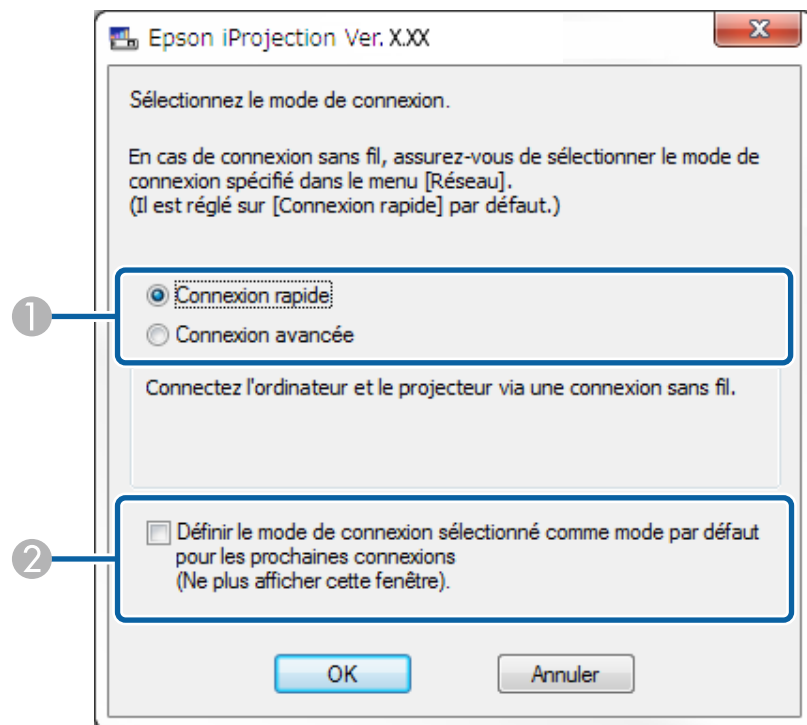 Epson iProjection Ver. X.XX
Sélectionnez le mode de connexion.
En cas de connexion sans fil, assurez-vous de sélectionner le mode de
connexion spécifié dans le menu [Réseau].
(Il est réglé sur [Connexion rapide] par défaut.)
1
Connexion rapide
Connexion avancée
Connectez l'ordinateur et le projecteur via une connexion sans fil.
2
Définir le mode de connexion sélectionné comme mode par défaut
pour les prochaines connexions
(Ne plus afficher cette fenêtre).
OK
Annuler